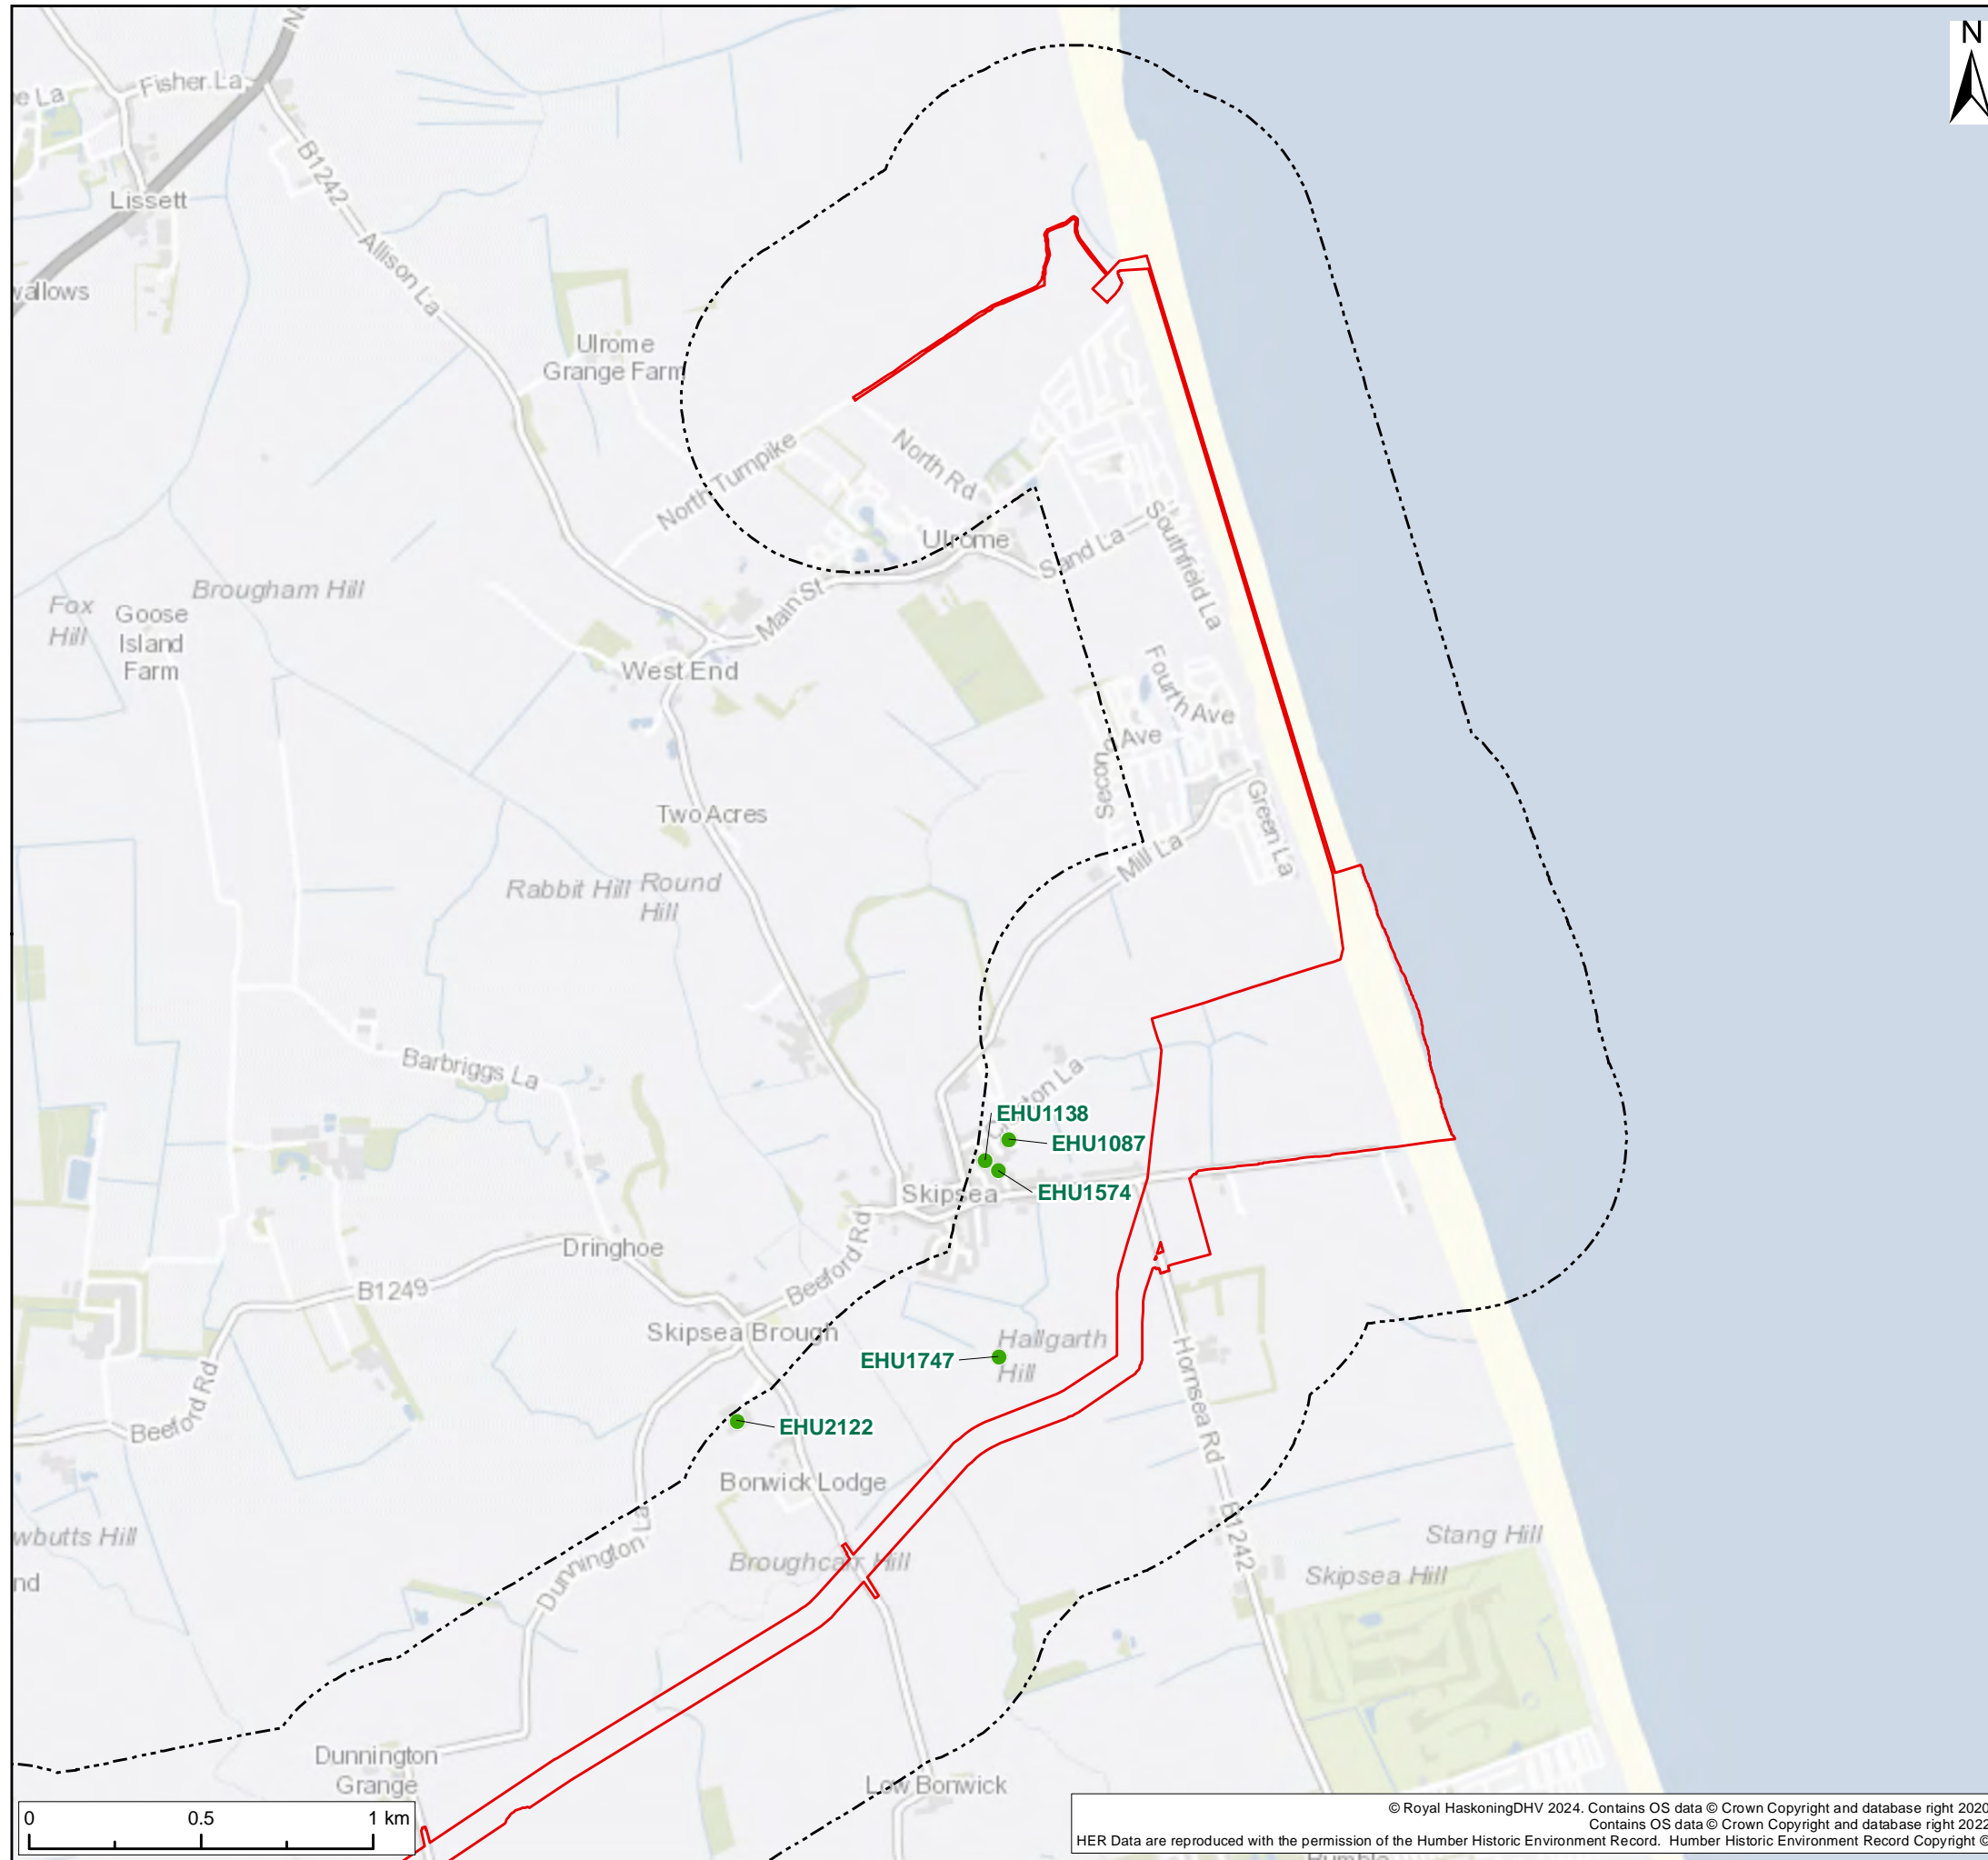 N
Fisher La
e La
B1242
Lissett
Allison La
wallows
Ulrome
Grange Farm
North Rd
North Turnpike
Ulrome
Sand La
Southfield La
Brougham Hill
Fox
Hill
Goose
Island
Farm
Main St
West End
Fourth Ave
Second Ave
Two Acres
Green La
Mill La
Rabbit Hill
Round
Hill
Barbriggs La
ton La
EHU1138
EHU1087
EHU1574
Skipsea
Dringhoe
Beeford Rd
B1249
Skipsea Brough
Hallgarth
Hill
EHU1747
Hornsea Rd
Beeford Rd
EHU2122
Bonwick Lodge
B1242
wbutts Hill
Stang Hill
Broughcarr Hill
Skipsea Hill
nd
Dunnington La
Dunnington
Grange
Low Bonwick
0 0.5 1 km
© Royal HaskoningDHV 2024. Contains OS data © Crown Copyright and database right 2020
Contains OS data © Crown Copyright and database right 2022
HER Data are reproduced with the permission of the Humber Historic Environment Record. Humber Historic Environment Record Copyright ©